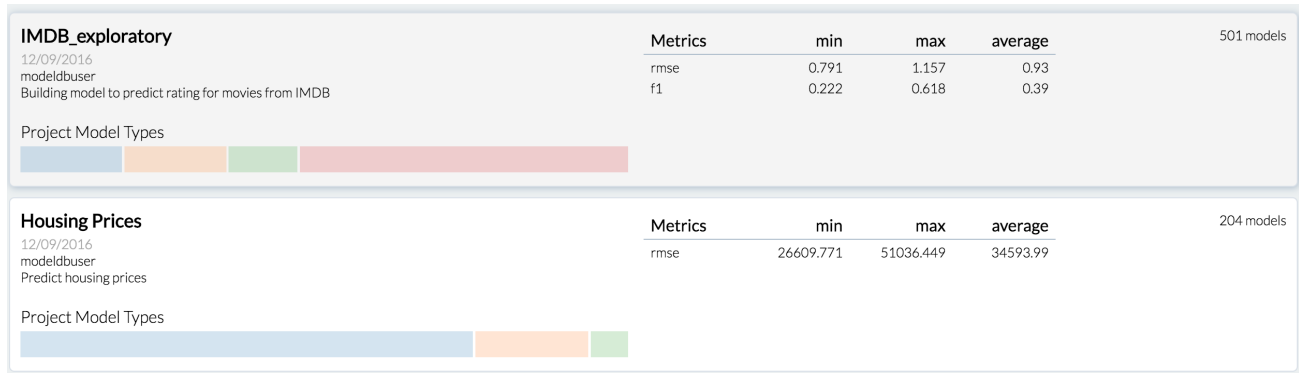 IMDB_exploratory
12/09/2016
modeldbuser
Building model to predict rating for movies from IMDB
Project Model Types
Metrics min max average
rmse 0.791 1.157 0.93
f1 0.222 0.618 0.39
501 models
Housing Prices
12/09/2016
modeldbuser
Predict housing prices
Project Model Types
Metrics min max average
rmse 26609.771 51036.449 34593.99
204 models